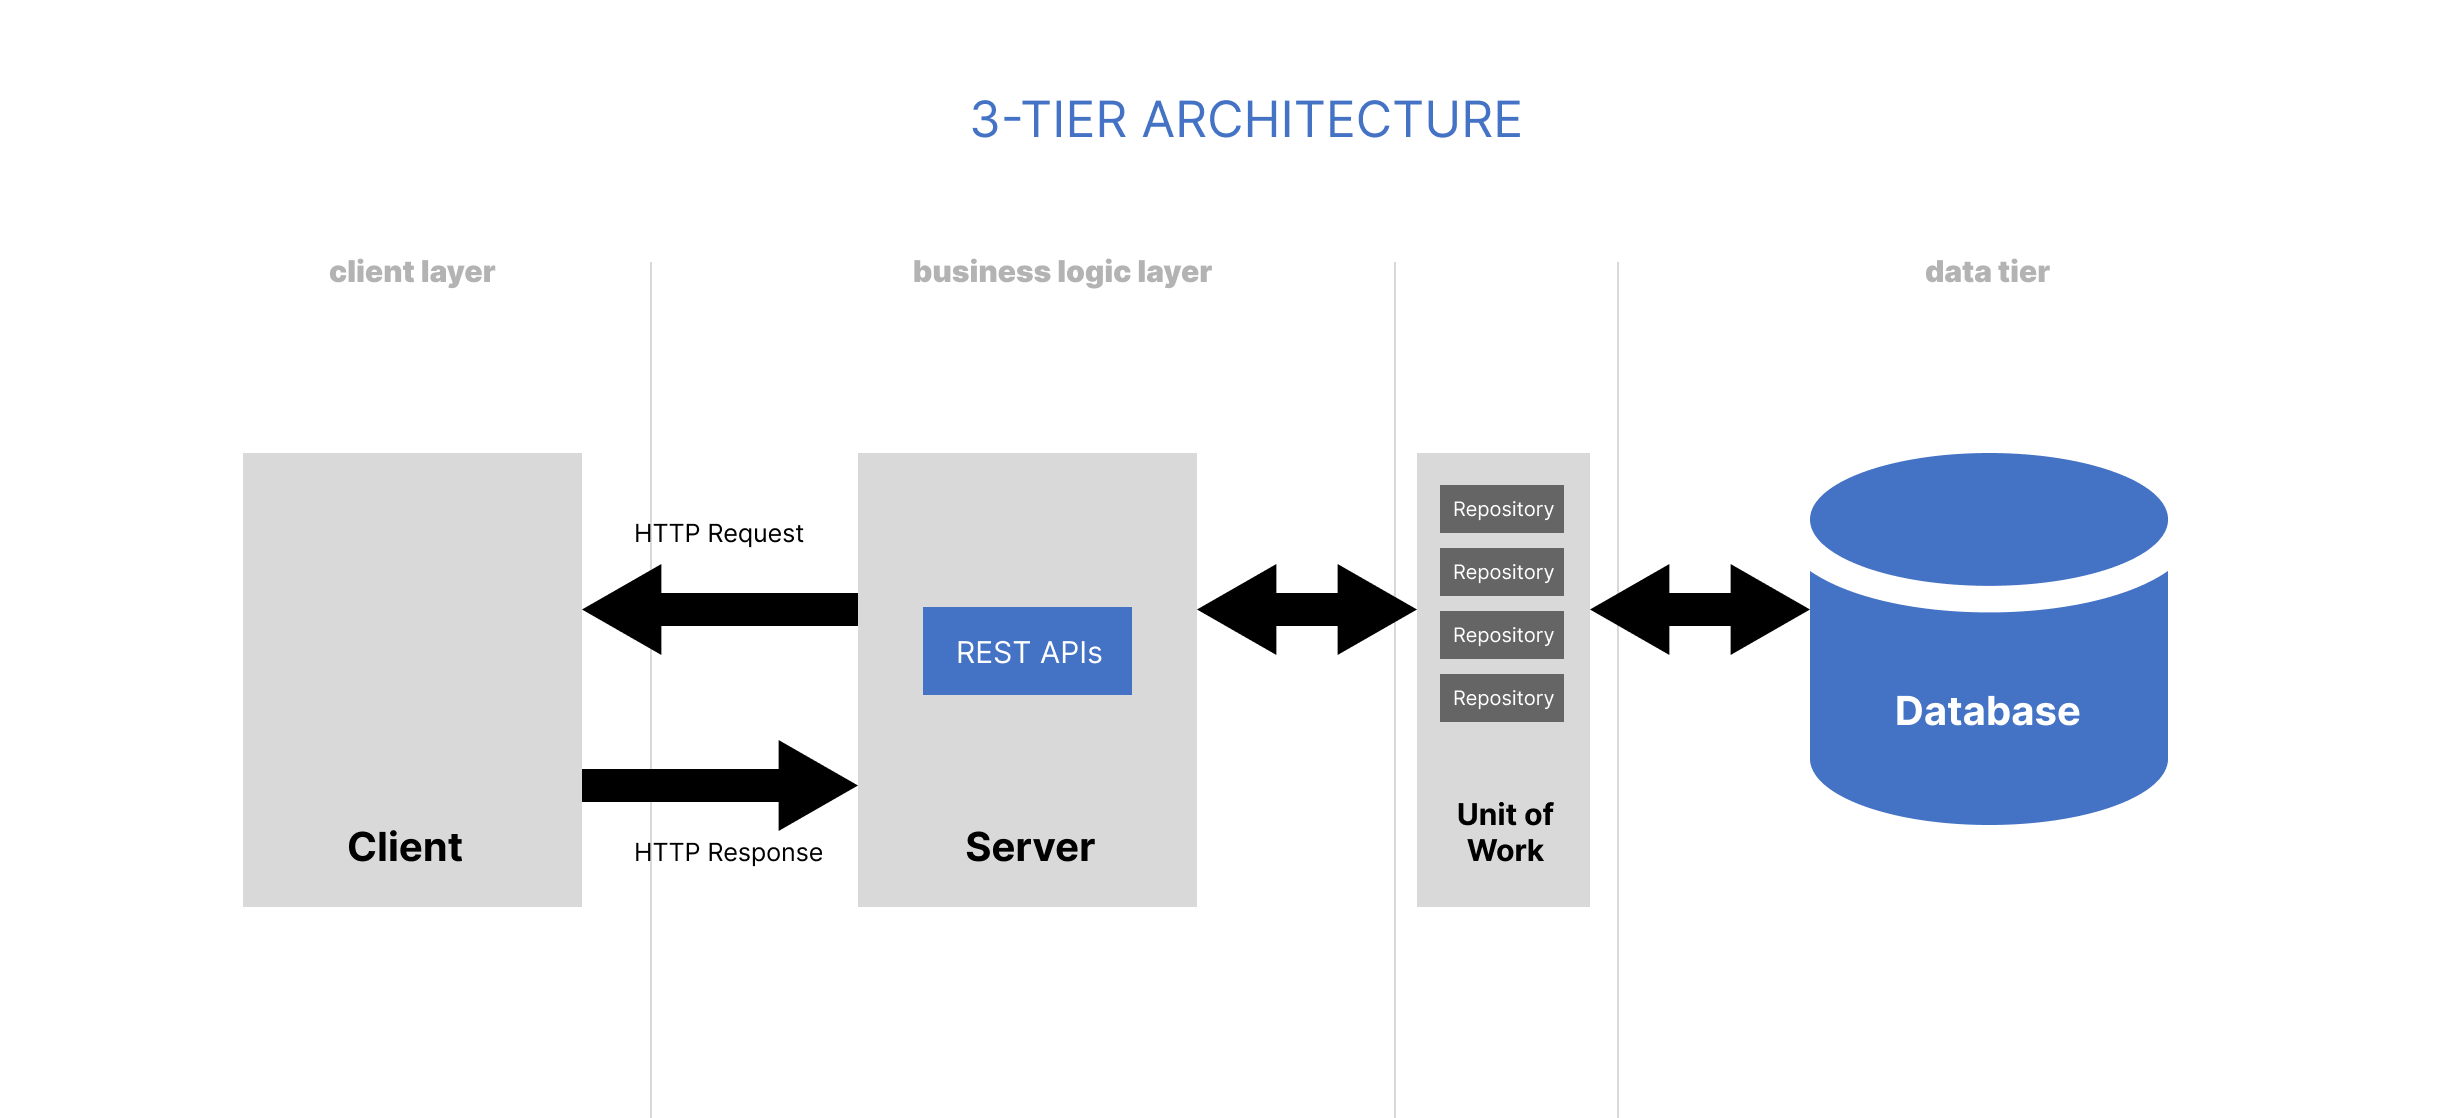 3-TIER ARCHITECTURE
client layer
business logic layer
data tier
HTTP Request
REST APIs
HTTP Response
Client
Server
Repository
Repository
Repository
Repository
Unit of
Work
Database